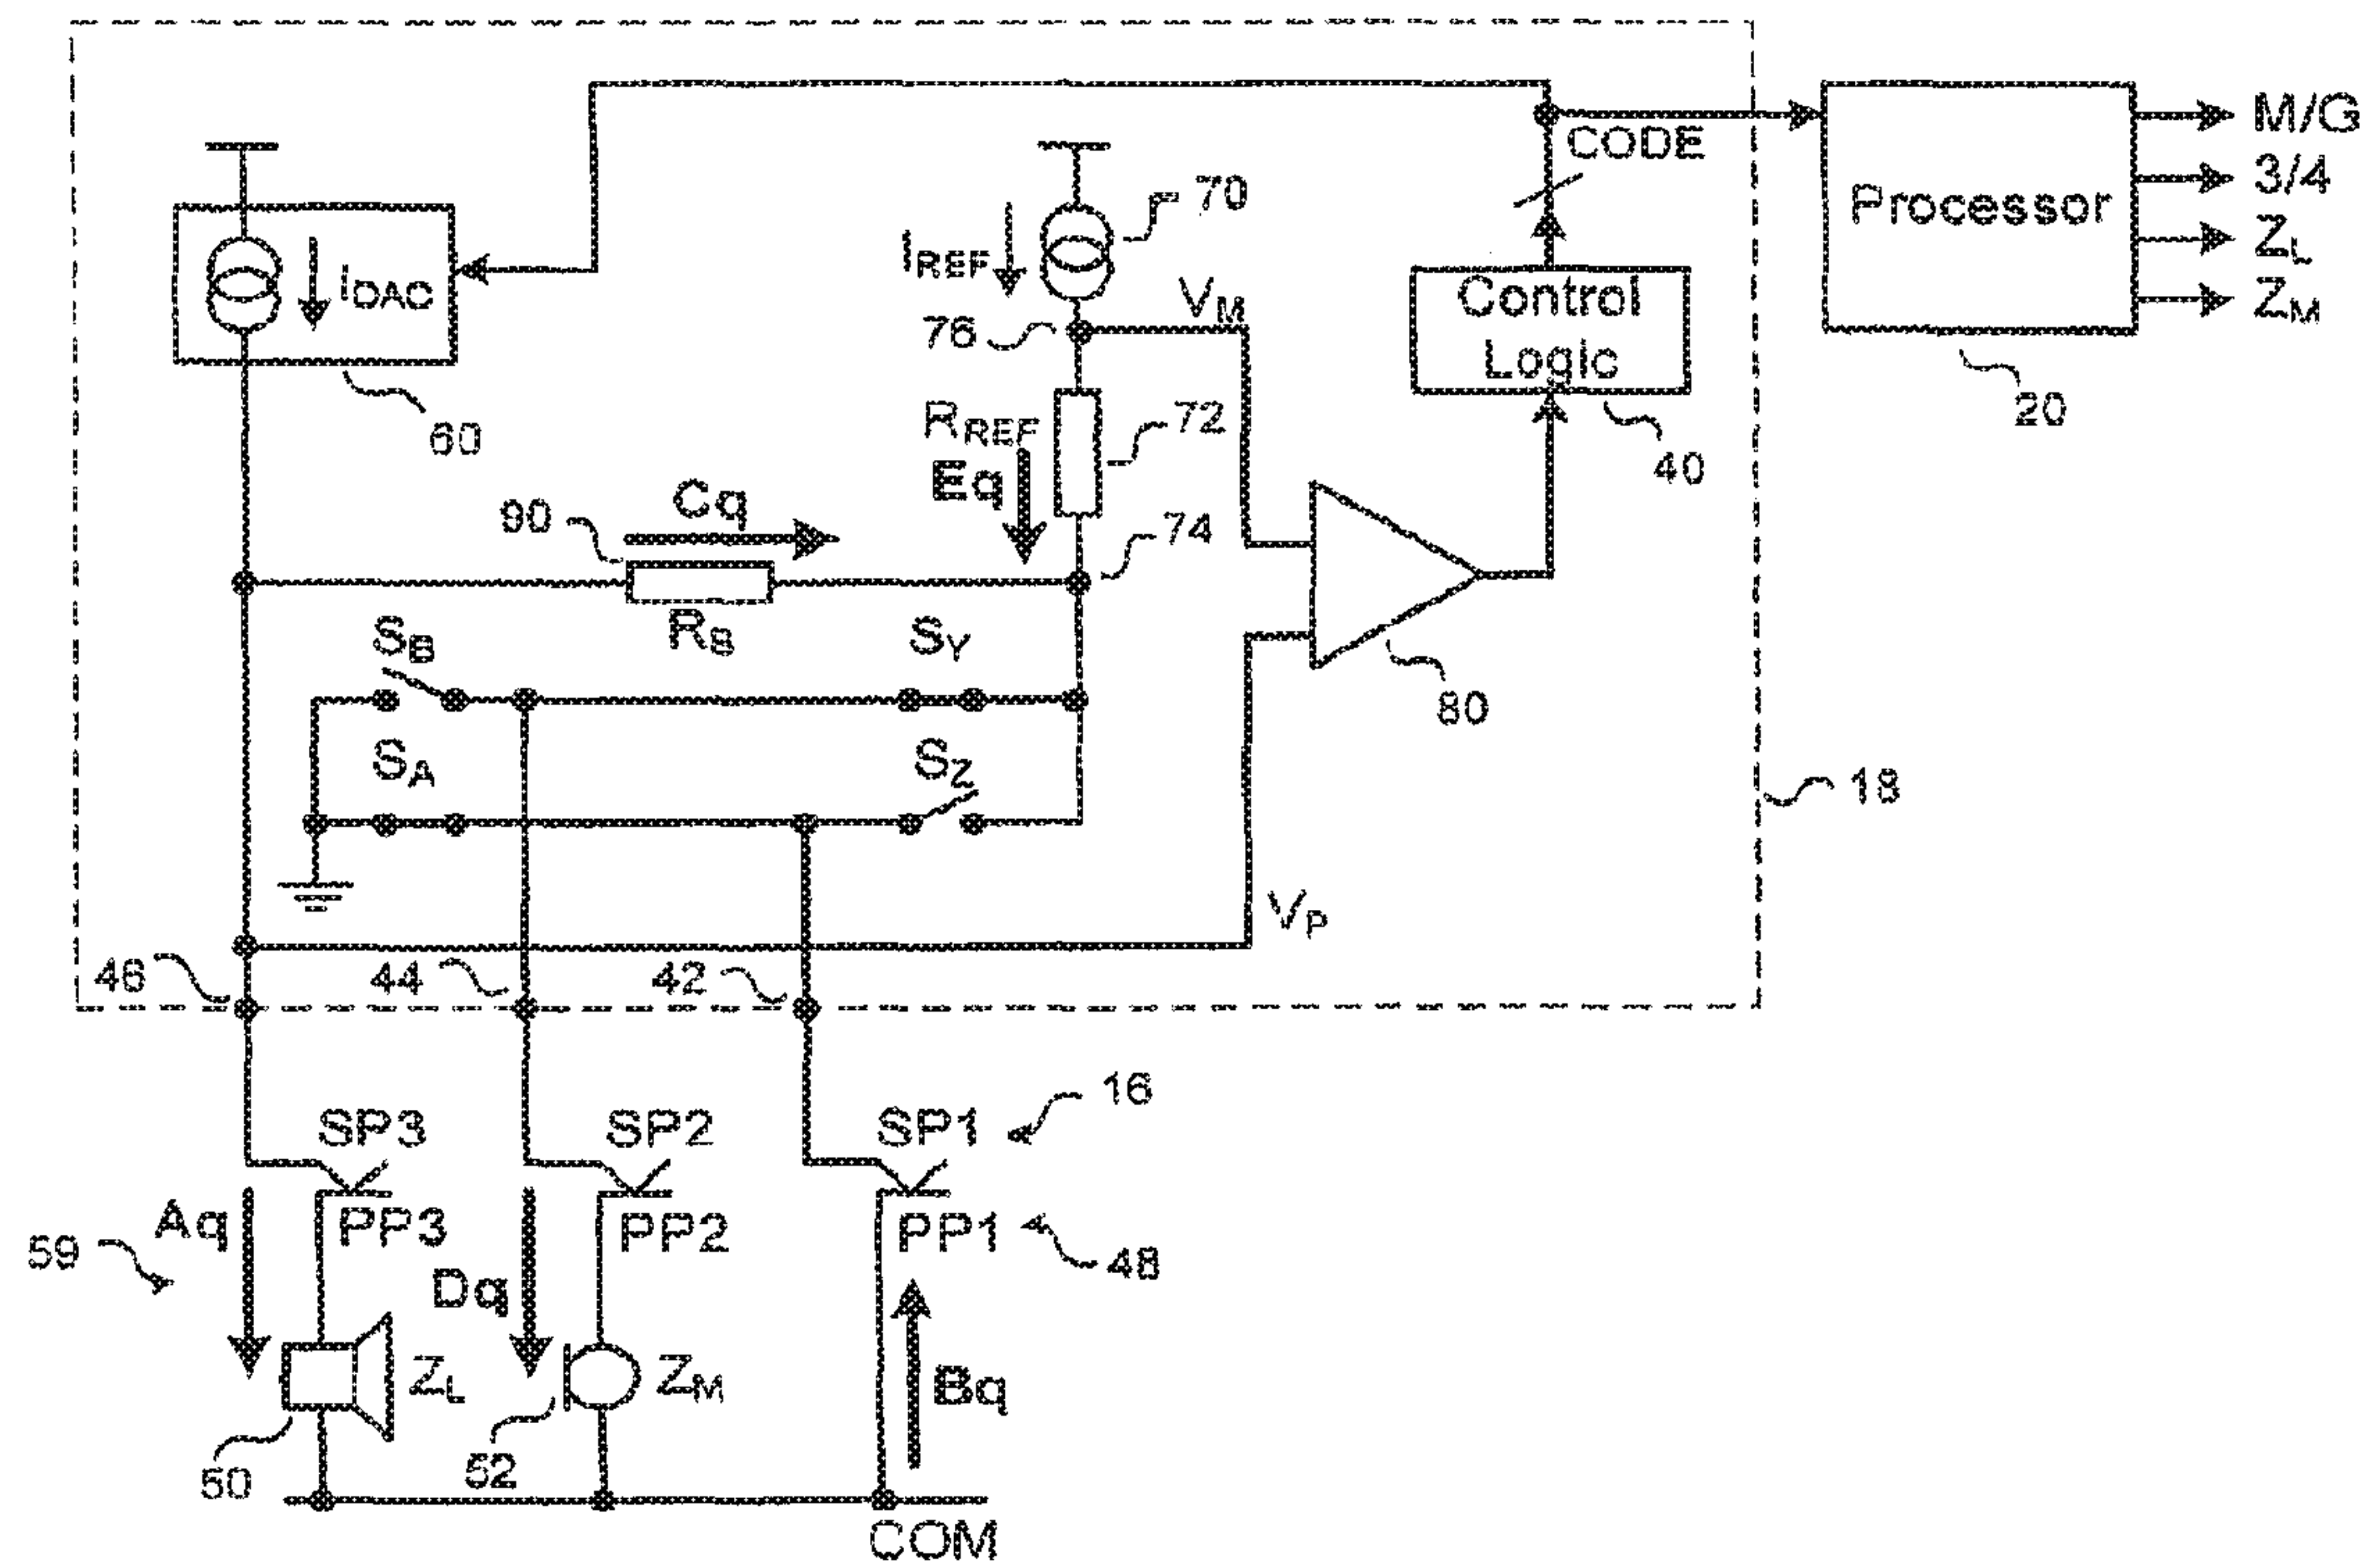 M/G
3/4
Z_L
Z_M
CODE
Processor
20
I_DAC
60
I_REF
70
V_M
76
Control
Logic
40
R_REF
72
Eq
74
Cq
90
R_B
S_B
S_Y
80
S_A
S_Z
18
V_P
46
44
42
SP3
SP2
SP1
16
Aq
PP3
PP2
PP1
59
Dq
48
Z_L
Z_M
Bq
50
52
COM